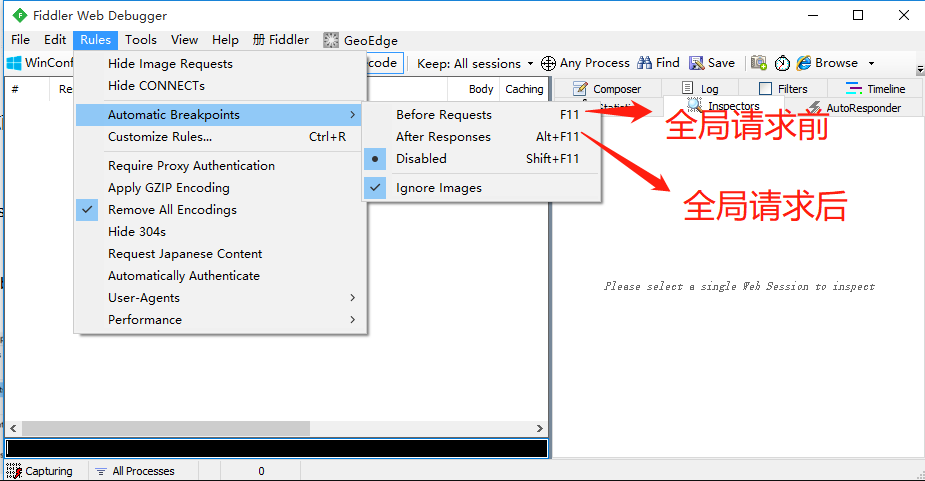 Fiddler Web Debugger
File Edit Rules Tools View Help 册 Fiddler GeoEdge
WinConf
code Keep: All sessions Any Process Find Save Browse
Hide Image Requests
Hide CONNECTs
Automatic Breakpoints
Customize Rules... Ctrl+R
Require Proxy Authentication
Apply GZIP Encoding
Remove All Encodings
Hide 304s
Request Japanese Content
Automatically Authenticate
User-Agents
Performance
# Re
Body Caching
Before Requests F11
After Responses Alt+F11
Disabled Shift+F11
Ignore Images
Composer Log Filters Timeline
Statisti Inspectors AutoResponder
全局请求前
全局请求后
Please select a single Web Session to inspect
Capturing All Processes 0